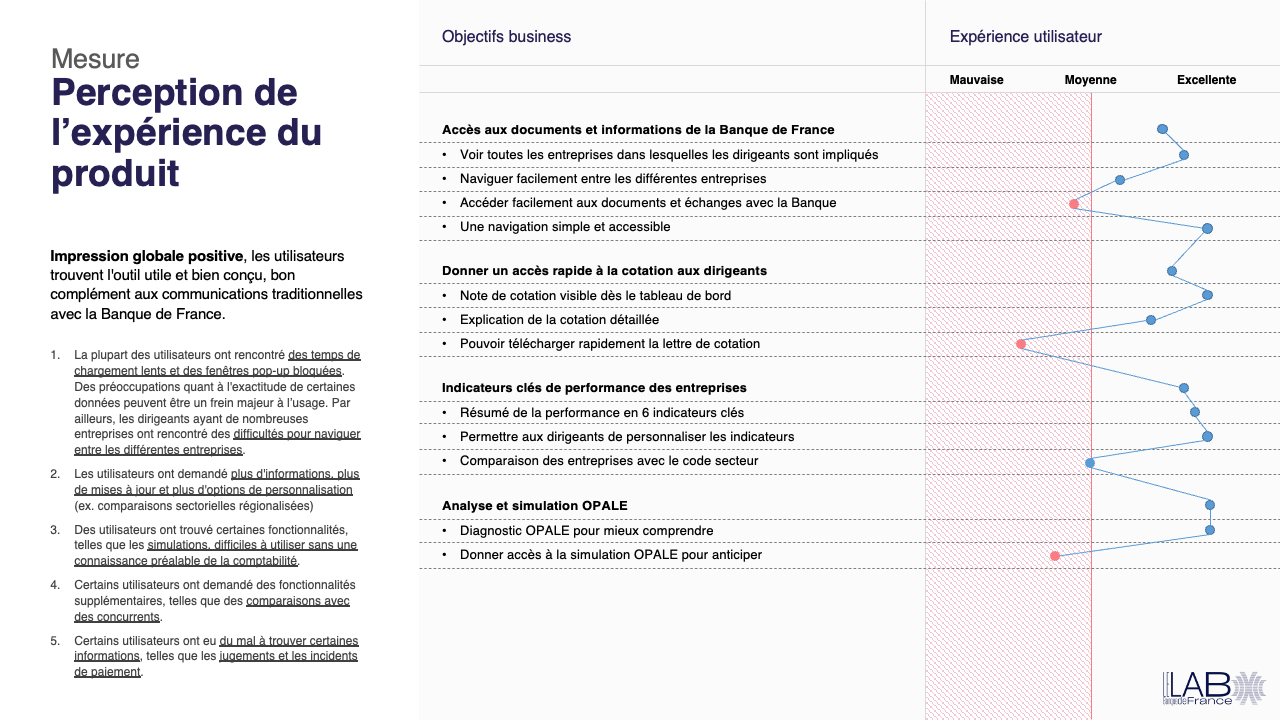 Mesure
Perception de
l’expérience du
produit
Impression globale positive, les utilisateurs
trouvent l'outil utile et bien conçu, bon
complément aux communications traditionnelles
avec la Banque de France.
1. La plupart des utilisateurs ont rencontré des temps de
chargement lents et des fenêtres pop-up bloquées.
Des préoccupations quant à l'exactitude de certaines
données peuvent être un frein majeur à l’usage. Par
ailleurs, les dirigeants ayant de nombreuses
entreprises ont rencontré des difficultés pour naviguer
entre les différentes entreprises.
2. Les utilisateurs ont demandé plus d'informations, plus
de mises à jour et plus d'options de personnalisation
(ex. comparaisons sectorielles régionalisées)
3. Des utilisateurs ont trouvé certaines fonctionnalités,
telles que les simulations, difficiles à utiliser sans une
connaissance préalable de la comptabilité.
4. Certains utilisateurs ont demandé des fonctionnalités
supplémentaires, telles que des comparaisons avec
des concurrents.
5. Certains utilisateurs ont eu du mal à trouver certaines
informations, telles que les jugements et les incidents
de paiement.
Objectifs business
Expérience utilisateur
Mauvaise
Moyenne
Excellente
Accès aux documents et informations de la Banque de France
• Voir toutes les entreprises dans lesquelles les dirigeants sont impliqués
• Naviguer facilement entre les différentes entreprises
• Accéder facilement aux documents et échanges avec la Banque
• Une navigation simple et accessible
Donner un accès rapide à la cotation aux dirigeants
• Note de cotation visible dès le tableau de bord
• Explication de la cotation détaillée
• Pouvoir télécharger rapidement la lettre de cotation
Indicateurs clés de performance des entreprises
• Résumé de la performance en 6 indicateurs clés
• Permettre aux dirigeants de personnaliser les indicateurs
• Comparaison des entreprises avec le code secteur
Analyse et simulation OPALE
• Diagnostic OPALE pour mieux comprendre
• Donner accès à la simulation OPALE pour anticiper
LAB
BanquedeFrance